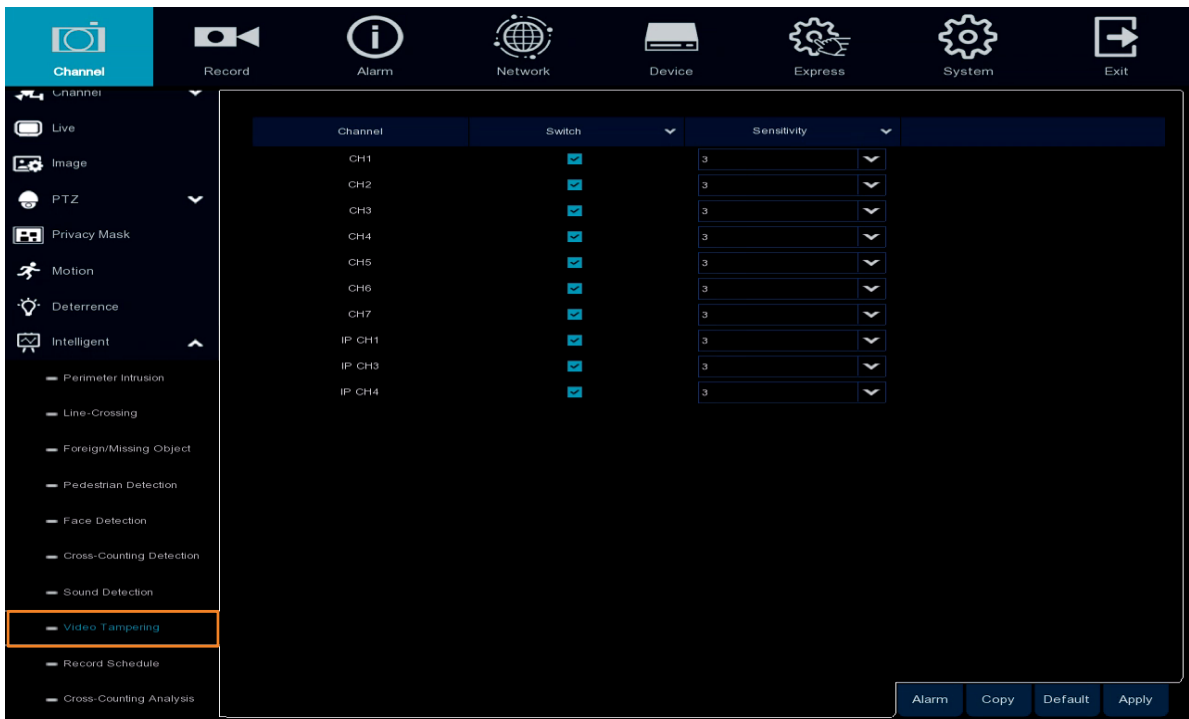 Channel Record Alarm Network Device Express System Exit
Channel
Live
Image
PTZ
Privacy Mask
Motion
Deterrence
Intelligent
Perimeter Intrusion
Line-Crossing
Foreign/Missing Object
Pedestrian Detection
Face Detection
Cross-Counting Detection
Sound Detection
Video Tampering
Record Schedule
Cross-Counting Analysis
Channel Switch Sensitivity
CH1 3
CH2 3
CH3 3
CH4 3
CH5 3
CH6 3
CH7 3
IP CH1 3
IP CH3 3
IP CH4 3
Alarm Copy Default Apply